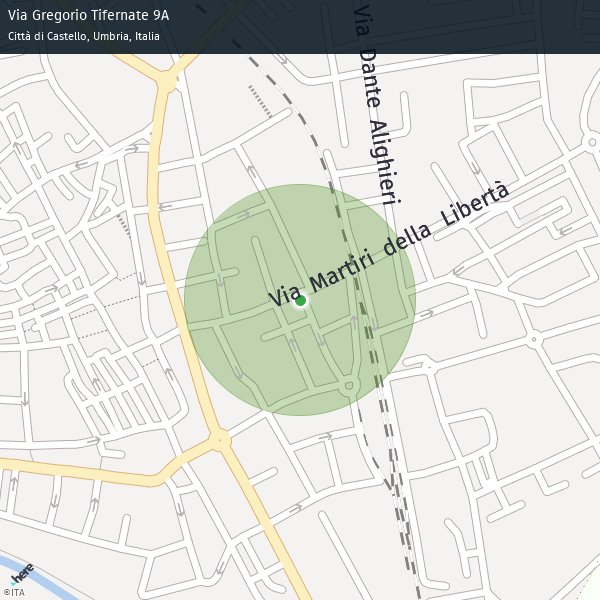 Via Gregorio Tifernate 9A
Città di Castello, Umbria, Italia
Via Dante Alighieri
Via Martiri della Libertà
here
©ITA